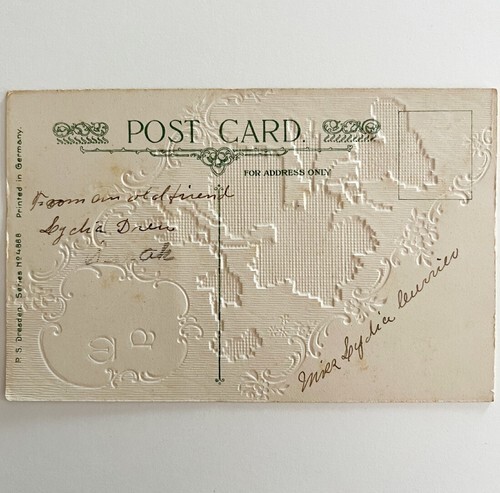 POST CARD.
FOR ADDRESS ONLY
From an old friend
Lydia
Miss Lydia
P. S. Dresden, Series No 4868 Printed in Germany.